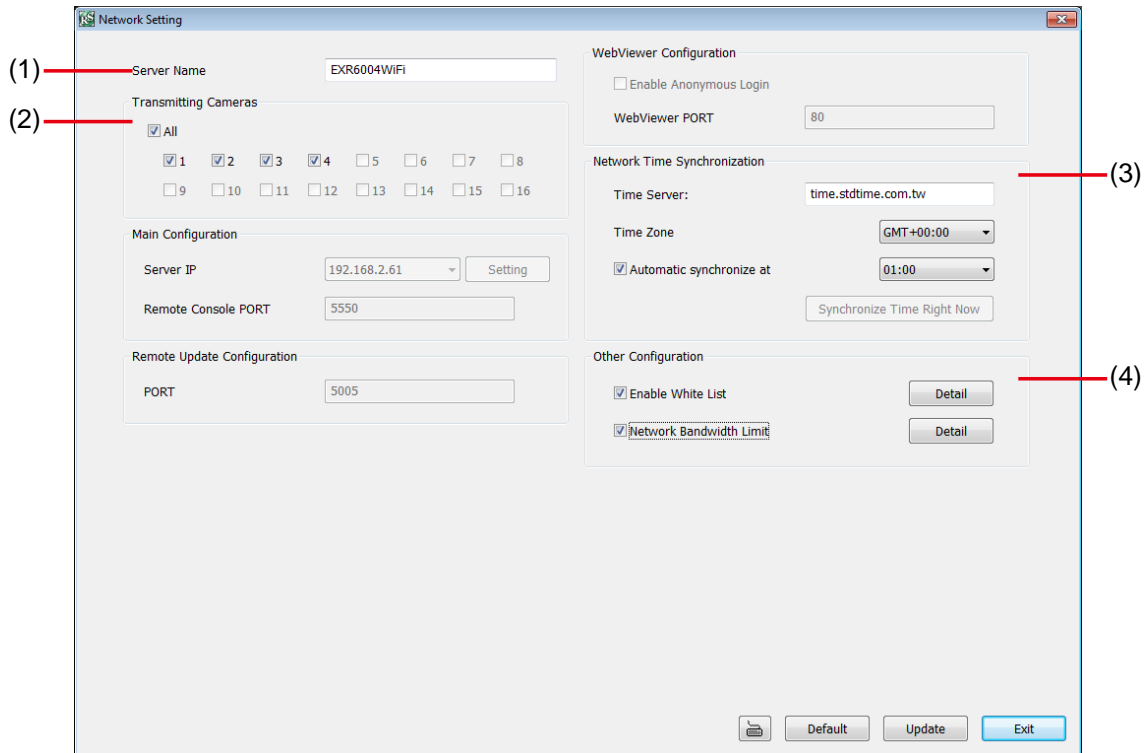 Network Setting
(1)
Server Name
EXR6004WiFi
(2)
Transmitting Cameras
All
1 2 3 4 5 6 7 8
9 10 11 12 13 14 15 16
Main Configuration
Server IP
192.168.2.61
Setting
Remote Console PORT
5550
Remote Update Configuration
PORT
5005
WebViewer Configuration
Enable Anonymous Login
WebViewer PORT
80
Network Time Synchronization
(3)
Time Server:
time.stdtime.com.tw
Time Zone
GMT+00:00
Automatic synchronize at
01:00
Synchronize Time Right Now
Other Configuration
(4)
Enable White List
Detail
Network Bandwidth Limit
Detail
Default
Update
Exit